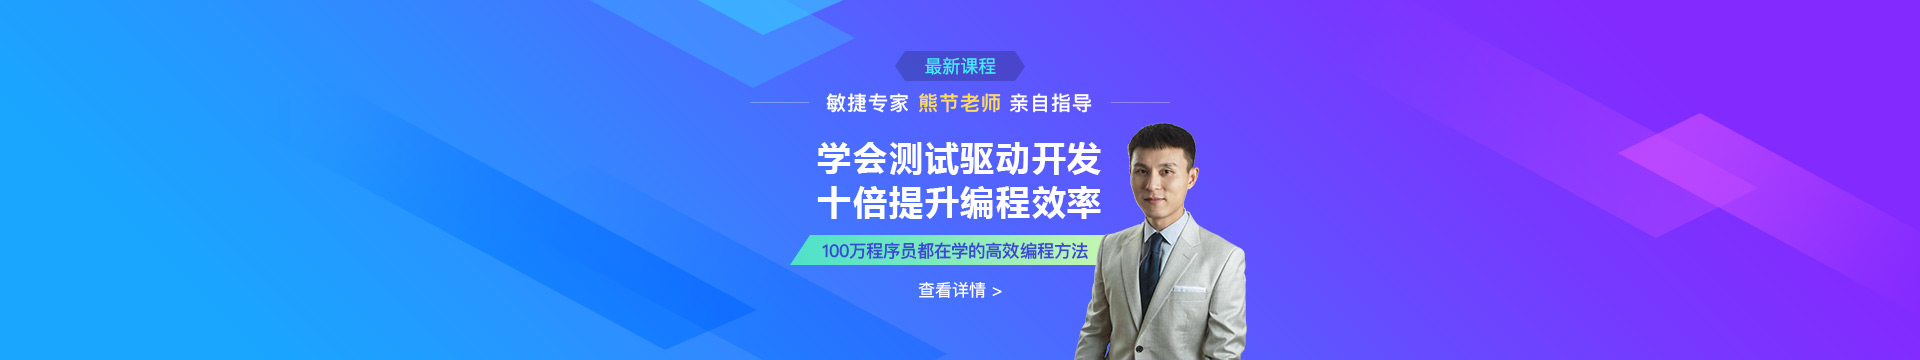 最新课程
敏捷专家 熊节老师 亲自指导
学会测试驱动开发
十倍提升编程效率
100万程序员都在学的高效编程方法
查看详情 >